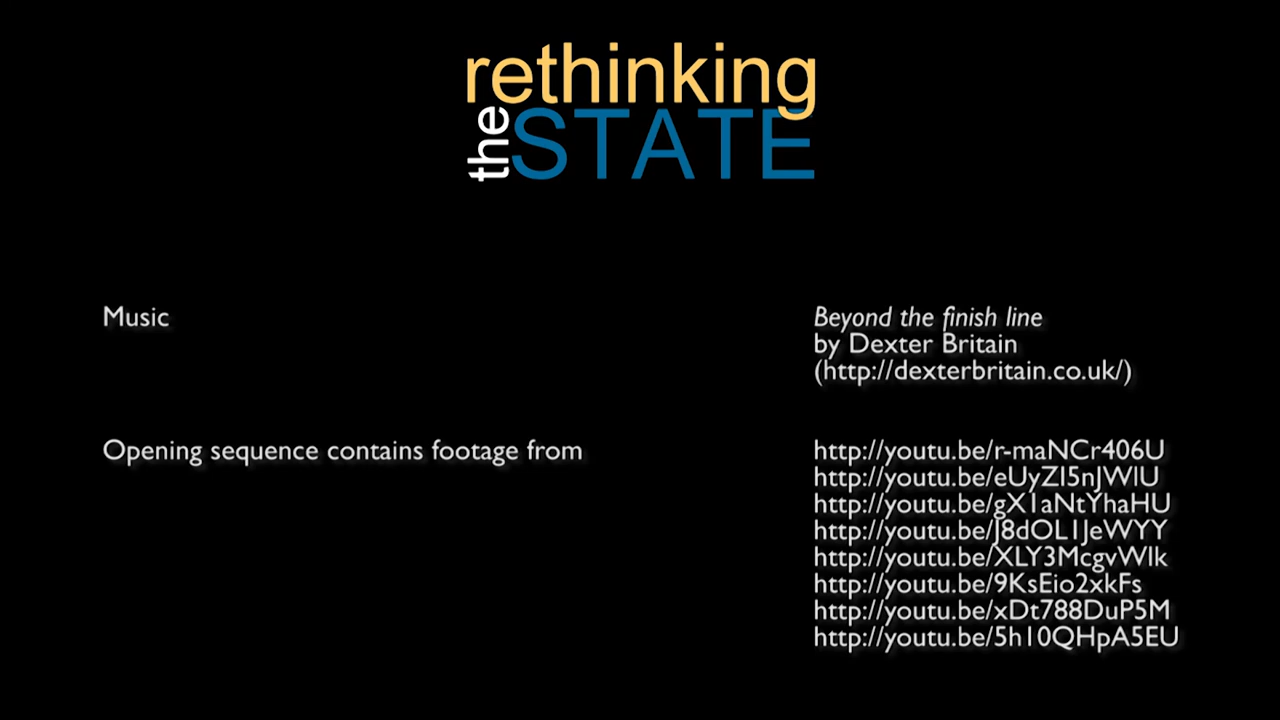 rethinking
the STATE
Music
Beyond the finish line
by Dexter Britain
(http://dexterbritain.co.uk/)
Opening sequence contains footage from
http://youtu.be/r-maNCr406U
http://youtu.be/eUyZI5nJWlU
http://youtu.be/gX1aNtYhaHU
http://youtu.be/J8dOL1JeWYY
http://youtu.be/XLY3McgvWIk
http://youtu.be/9KsEio2xkFs
http://youtu.be/xDt788DuP5M
http://youtu.be/5h10QHpA5EU